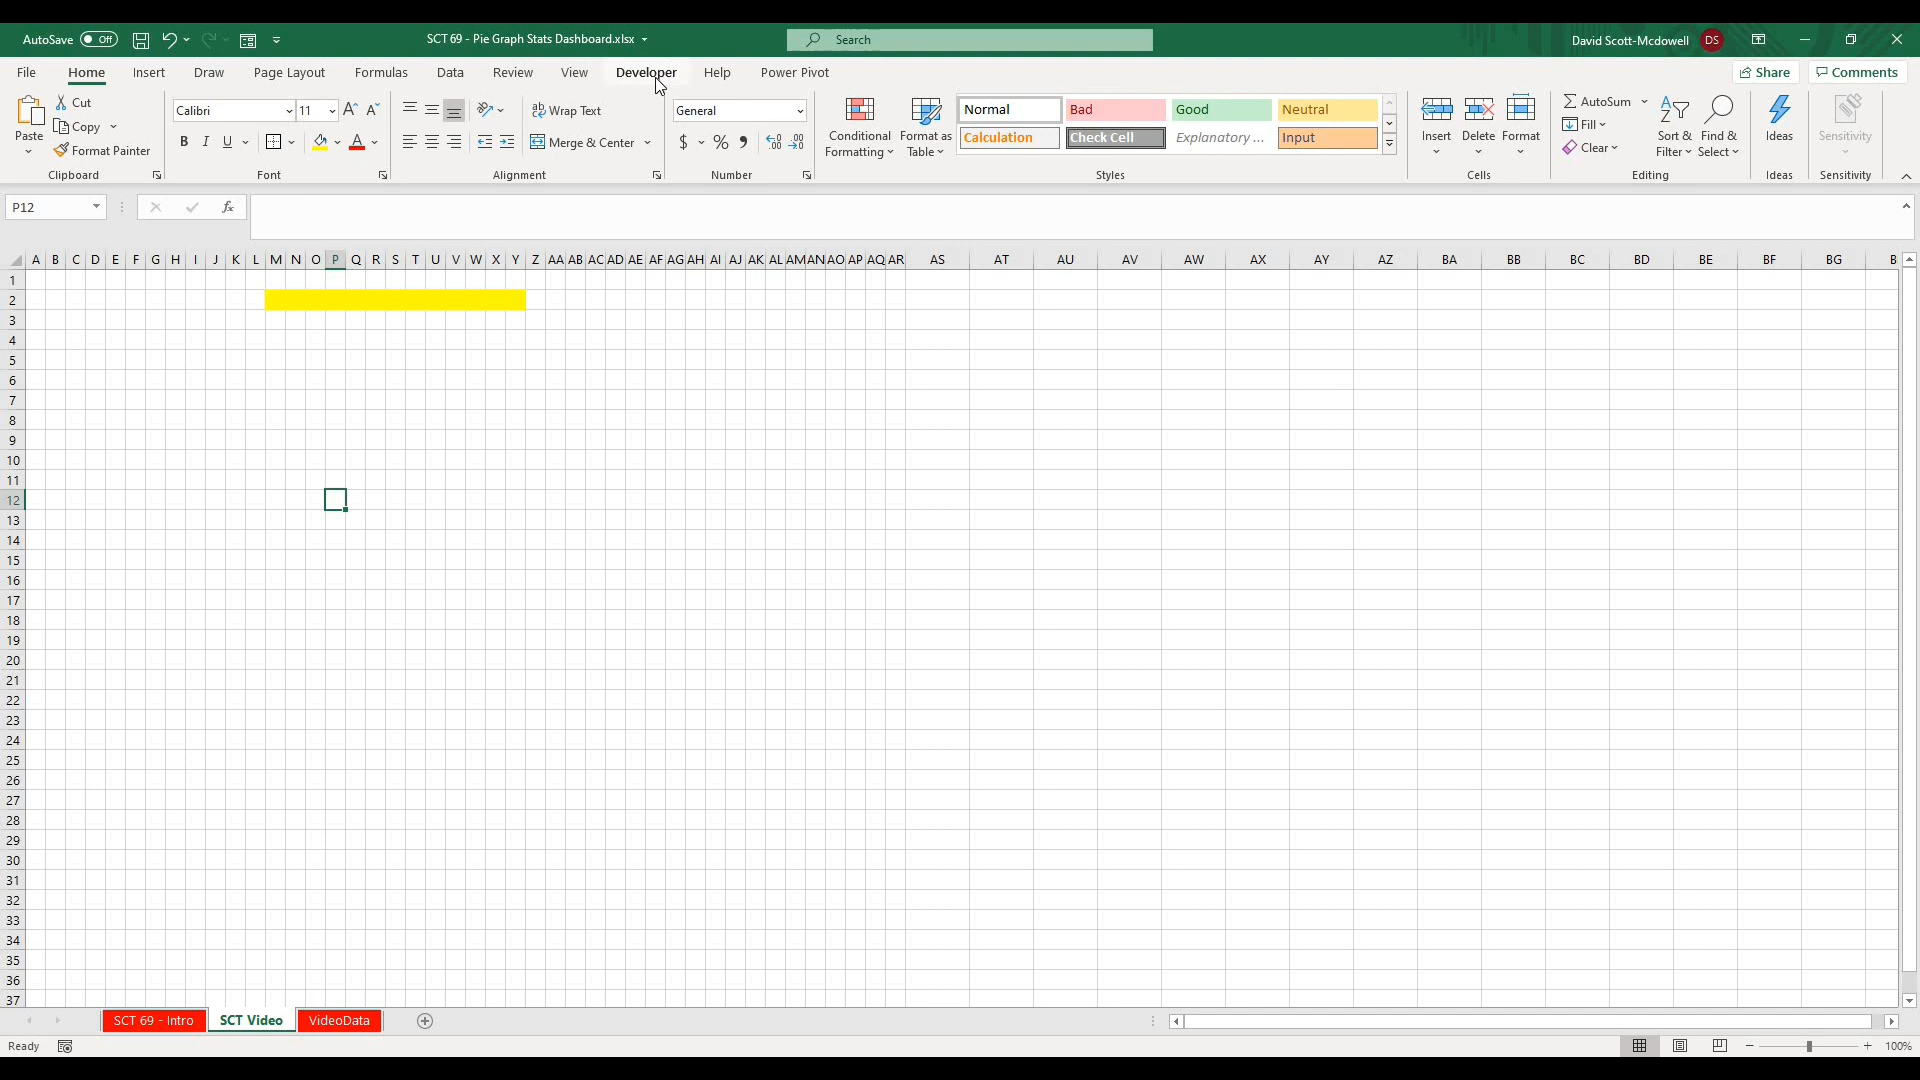 AutoSave Off SCT 69 - Pie Graph Stats Dashboard.xlsx Search David Scott-Mcdowell DS
File Home Insert Draw Page Layout Formulas Data Review View Developer Help Power Pivot Share Comments
Paste Cut Copy Format Painter Clipboard
Calibri 11 B I U A Font
Wrap Text Merge & Center Alignment
General $ % Number
Conditional Formatting Format as Table
Normal Bad Good Neutral
Calculation Check Cell Explanatory ... Input
Styles
Insert Delete Format Cells
AutoSum Fill Clear Sort & Filter Find & Select Editing
Ideas Ideas
Sensitivity Sensitivity
P12 fx
A B C D E F G H I J K L M N O P Q R S T U V W X Y Z AA AB AC AD AE AF AG AH AI AJ AK AL AM AN AO AP AQ AR AS AT AU AV AW AX AY AZ BA BB BC BD BE BF BG B
1
2
3
4
5
6
7
8
9
10
11
12
13
14
15
16
17
18
19
20
21
22
23
24
25
26
27
28
29
30
31
32
33
34
35
36
37
SCT 69 - Intro SCT Video VideoData
Ready 100%